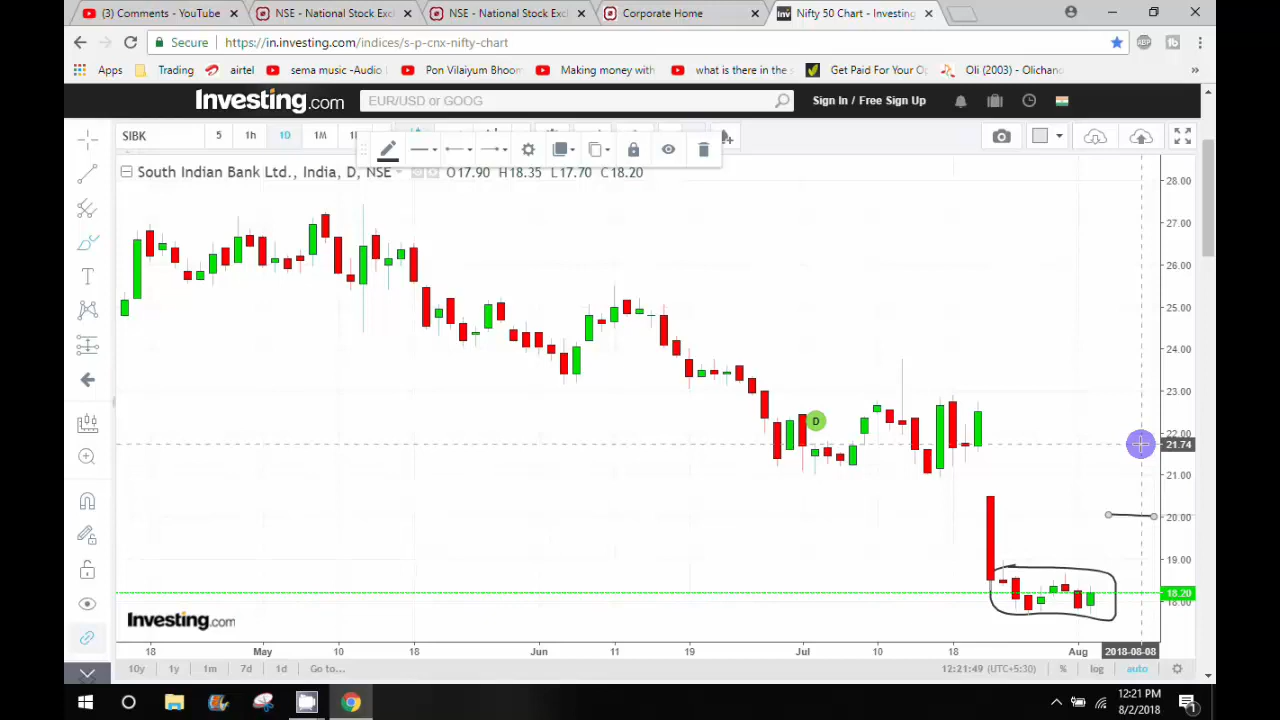 (3) Comments - YouTube
NSE - National Stock Exc
NSE - National Stock Exc
Corporate Home
Nifty 50 Chart - Investing
Secure
https://in.investing.com/indices/s-p-cnx-nifty-chart
ABP
Apps
Trading
airtel
sema music -Audio L
Pon Vilaiyum Bhoom
Making money with
what is there in the s
Get Paid For Your Op
Oli (2003) - Olichand
Investing.com
EUR/USD or GOOG
Sign In / Free Sign Up
SIBK
5
1h
1D
1M
South Indian Bank Ltd., India, D, NSE
O17.90 H18.35 L17.70 C18.20
28.00
27.00
26.00
25.00
24.00
23.00
22.00
21.74
21.00
20.00
19.00
18.20
18.00
D
Investing.com
18
May
10
18
Jun
11
19
Jul
10
18
Aug
2018-08-08
10y
1y
1m
7d
1d
Go to...
12:21:49 (UTC+5:30)
%
log
auto
12:21 PM
8/2/2018
1